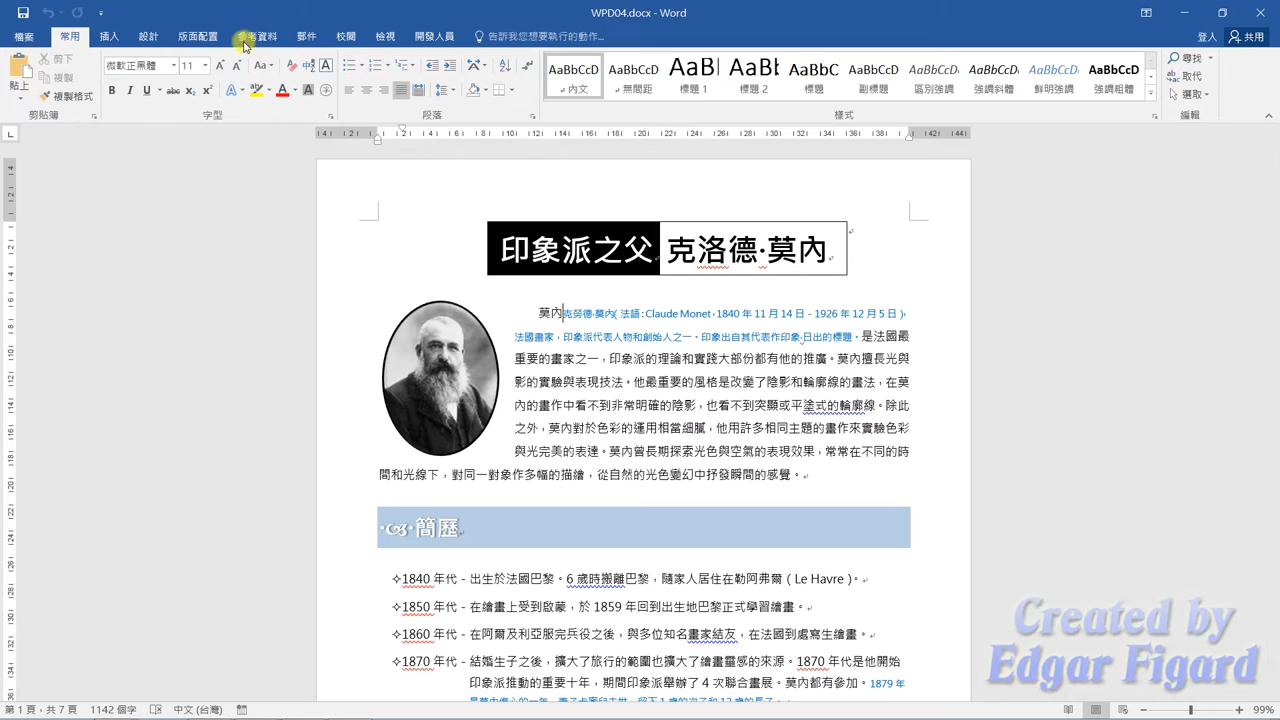 WPD04.docx - Word
檔案 常用 插入 設計 版面配置 參考資料 郵件 校閱 檢視 開發人員 告訴我您想要執行的動作... 登入 共用
貼上 剪下 複製 複製格式
微軟正黑體 11
AaBbCcD AaBbCcD AaBl AaBbl AaBbC AaBbCcD AaBbCcD AaBbCcD AaBbCcD AaBbCcD
內文 無間距 標題 1 標題 2 標題 副標題 區別強調 強調斜體 鮮明強調 強調粗體
尋找 取代 選取
剪貼簿 字型 段落 樣式 編輯
印象派之父 克洛德·莫內
莫內克勞德·莫內( 法語：Claude Monet，1840 年 11 月 14 日 - 1926 年 12 月 5 日 )，
法國畫家，印象派代表人物和創始人之一。印象出自其代表作印象·日出的標題。是法國最
重要的畫家之一，印象派的理論和實踐大部份都有他的推廣。莫內擅長光與
影的實驗與表現技法。他最重要的風格是改變了陰影和輪廓線的畫法，在莫
內的畫作中看不到非常明確的陰影，也看不到突顯或平塗式的輪廓線。除此
之外，莫內對於色彩的運用相當細膩，他用許多相同主題的畫作來實驗色彩
與光完美的表達。莫內曾長期探索光色與空氣的表現效果，常常在不同的時
間和光線下，對同一對象作多幅的描繪，從自然的光色變幻中抒發瞬間的感覺。
簡歷
✧1840 年代 - 出生於法國巴黎。6 歲時搬離巴黎，隨家人居住在勒阿弗爾 ( Le Havre )。
✧1850 年代 - 在繪畫上受到啟蒙，於 1859 年回到出生地巴黎正式學習繪畫。
✧1860 年代 - 在阿爾及利亞服完兵役之後，與多位知名畫家結友，在法國到處寫生繪畫。
✧1870 年代 - 結婚生子之後，擴大了旅行的範圍也擴大了繪畫靈感的來源。1870 年代是他開始
印象派推動的重要十年，期間印象派舉辦了 4 次聯合畫展。莫內都有參加。1879 年
Created by
Edgar Figard
第 1 頁，共 7 頁 1142 個字 中文 (台灣) 99%